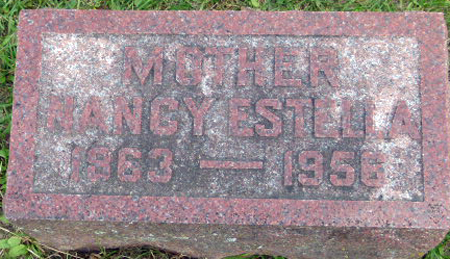 MOTHER
NANCY ESTELLA
1863 — 1956